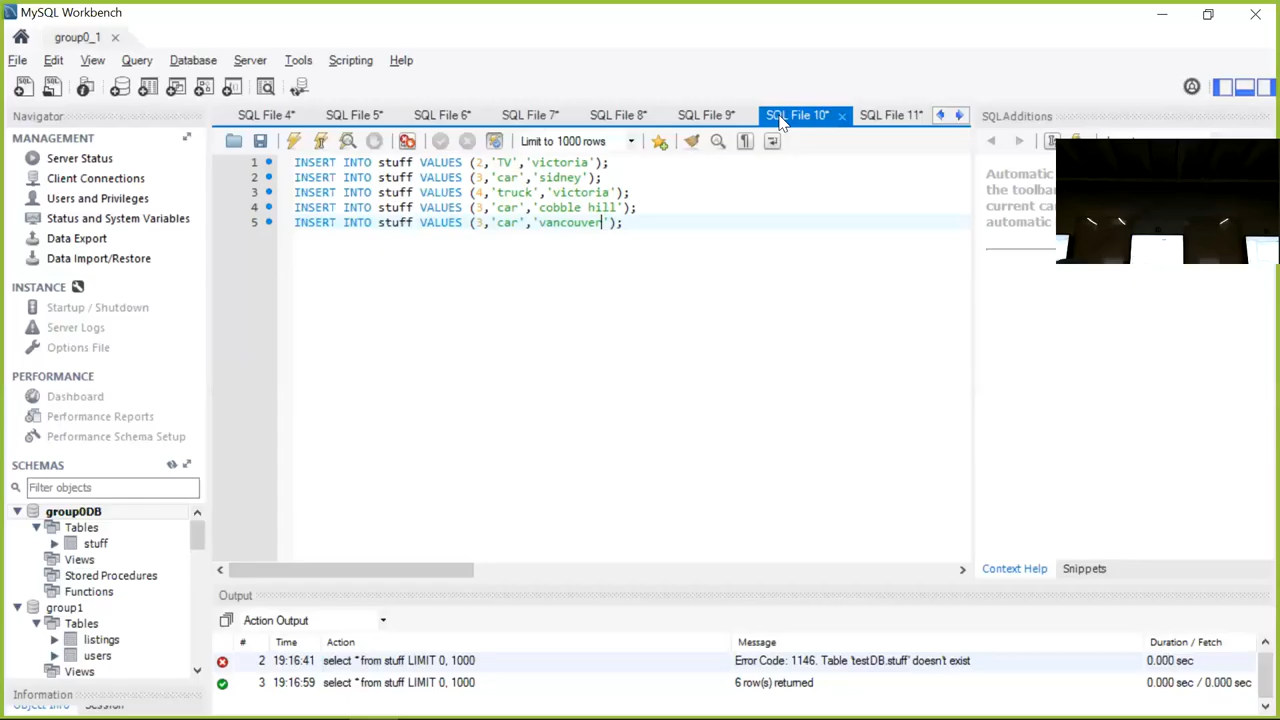 MySQL Workbench
group0_1
File Edit View Query Database Server Tools Scripting Help
Navigator
MANAGEMENT
Server Status
Client Connections
Users and Privileges
Status and System Variables
Data Export
Data Import/Restore
INSTANCE
Startup / Shutdown
Server Logs
Options File
PERFORMANCE
Dashboard
Performance Reports
Performance Schema Setup
SCHEMAS
Filter objects
group0DB
Tables
stuff
Views
Stored Procedures
Functions
group1
Tables
listings
users
Views
Information
Object Info Session
SQL File 4* SQL File 5* SQL File 6* SQL File 7* SQL File 8* SQL File 9* SQL File 10* SQL File 11*
Limit to 1000 rows
1 INSERT INTO stuff VALUES (2,'TV','victoria');
2 INSERT INTO stuff VALUES (3,'car','sidney');
3 INSERT INTO stuff VALUES (4,'truck','victoria');
4 INSERT INTO stuff VALUES (3,'car','cobble hill');
5 INSERT INTO stuff VALUES (3,'car','vancouver');
SQLAdditions
Automatic
the toolba
current ca
automatic
Context Help Snippets
Output
Action Output
# Time Action Message Duration / Fetch
2 19:16:41 select * from stuff LIMIT 0, 1000 Error Code: 1146. Table 'testDB.stuff' doesn't exist 0.000 sec
3 19:16:59 select * from stuff LIMIT 0, 1000 6 row(s) returned 0.000 sec / 0.000 sec